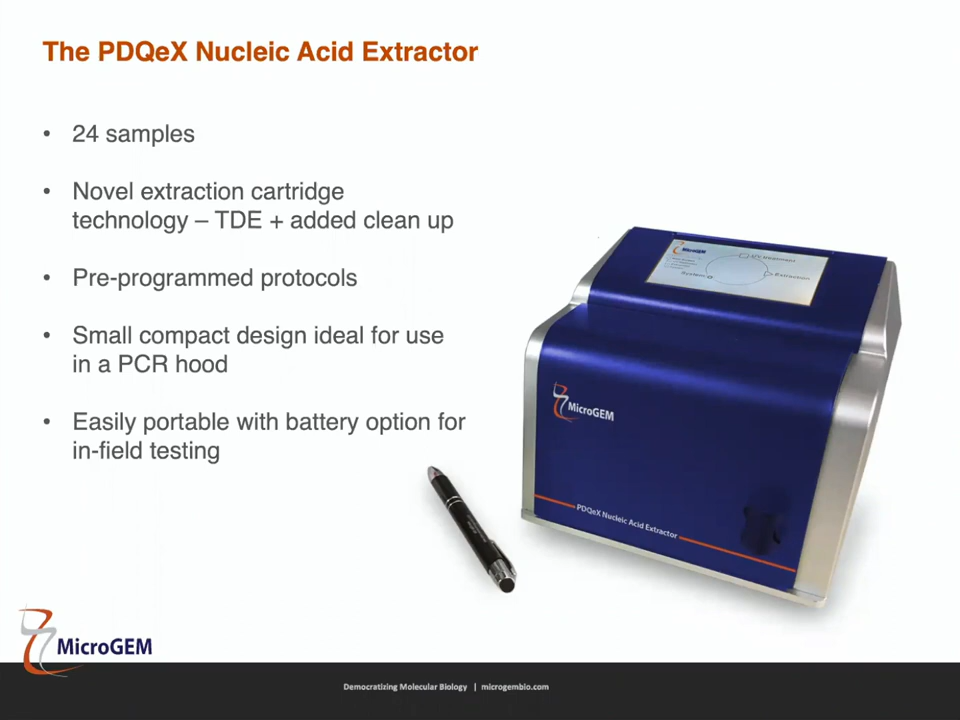 The PDQeX Nucleic Acid Extractor
• 24 samples
• Novel extraction cartridge
technology – TDE + added clean up
• Pre-programmed protocols
• Small compact design ideal for use
in a PCR hood
• Easily portable with battery option for
in-field testing
MicroGEM
Extraction
MicroGEM
PDQeX Nucleic Acid Extractor
MicroGEM
Democratizing Molecular Biology | microgembio.com